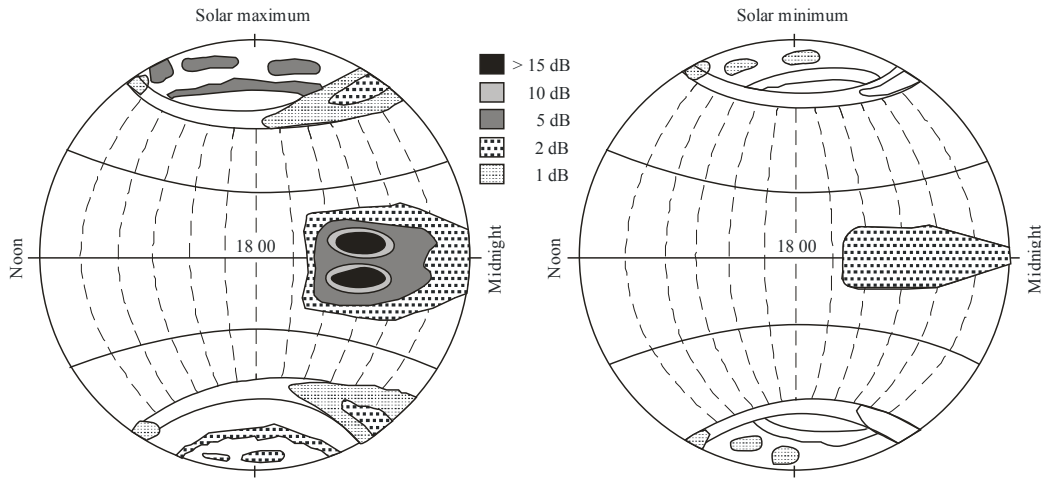 Solar maximum
Solar minimum
> 15 dB
10 dB
5 dB
2 dB
1 dB
Noon
18 00
Midnight
Noon
18 00
Midnight